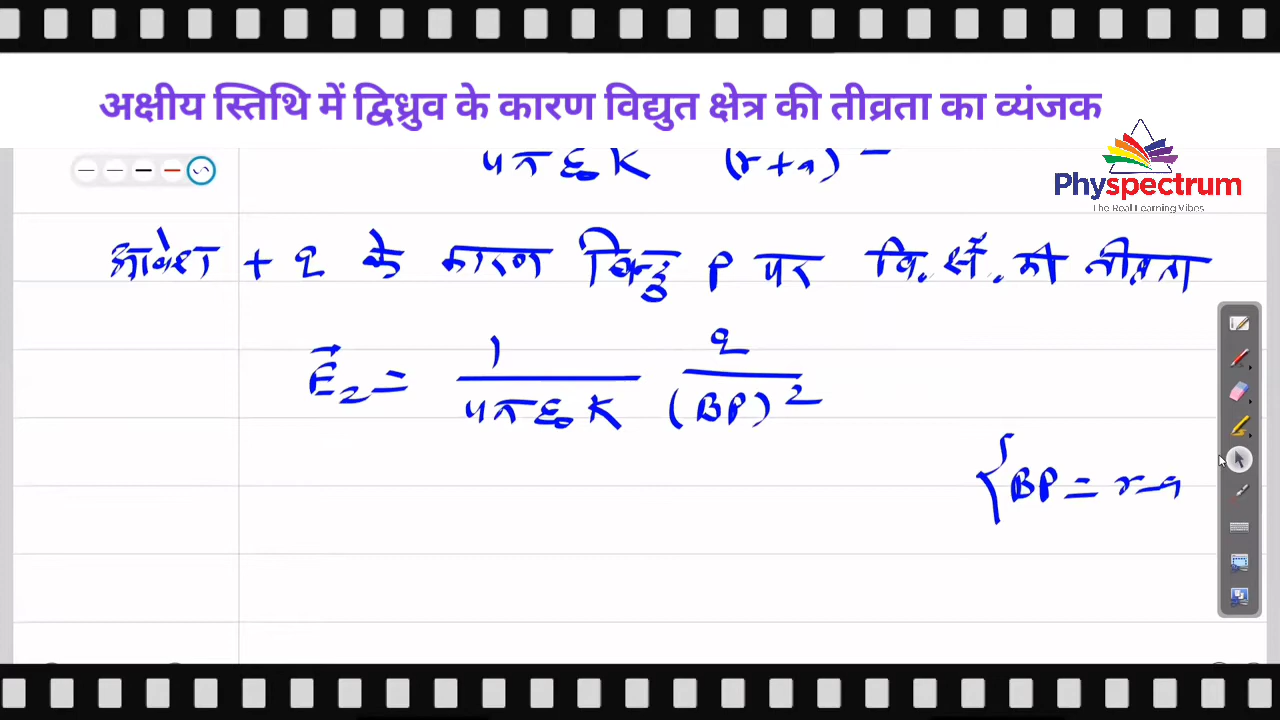 अक्षीय स्तिथि में द्विध्रुव के कारण विद्युत क्षेत्र की तीव्रता का व्यंजक
Physpectrum
The Real Learning Vibes
4πε₀K (r+a)²
आवेश +q के कारण बिन्दु P पर वि. क्षे. की तीव्रता
E⃗₂ = 1/4πε₀K q/(BP)²
{BP = r-a